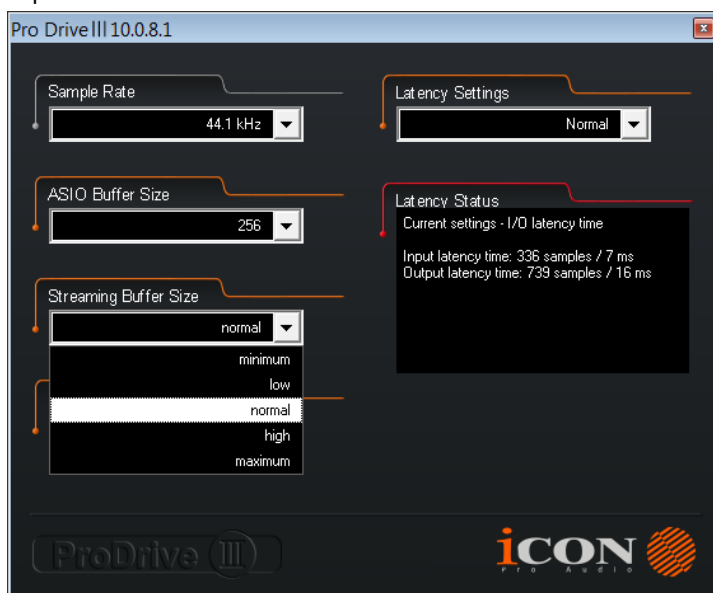 Pro Drive III 10.0.8.1
Sample Rate
44.1 kHz
ASIO Buffer Size
256
Streaming Buffer Size
normal
minimum
low
normal
high
maximum
Latency Settings
Normal
Latency Status
Current settings - I/O latency time
Input latency time: 336 samples / 7 ms
Output latency time: 739 samples / 16 ms
ProDrive III
iCON
Pro Audio